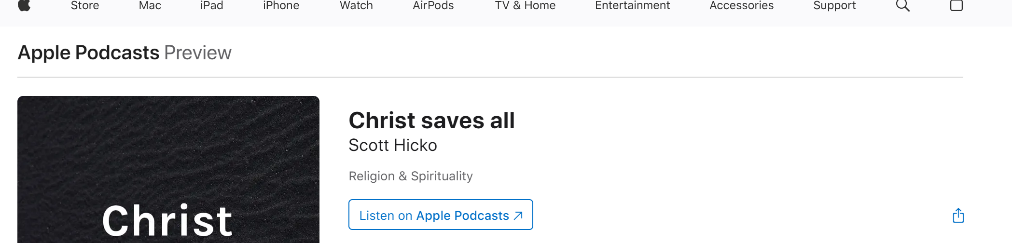 Store Mac iPad iPhone Watch AirPods TV & Home Entertainment Accessories Support
Apple Podcasts Preview
Christ saves all
Scott Hicko
Religion & Spirituality
Listen on Apple Podcasts ↗
Christ